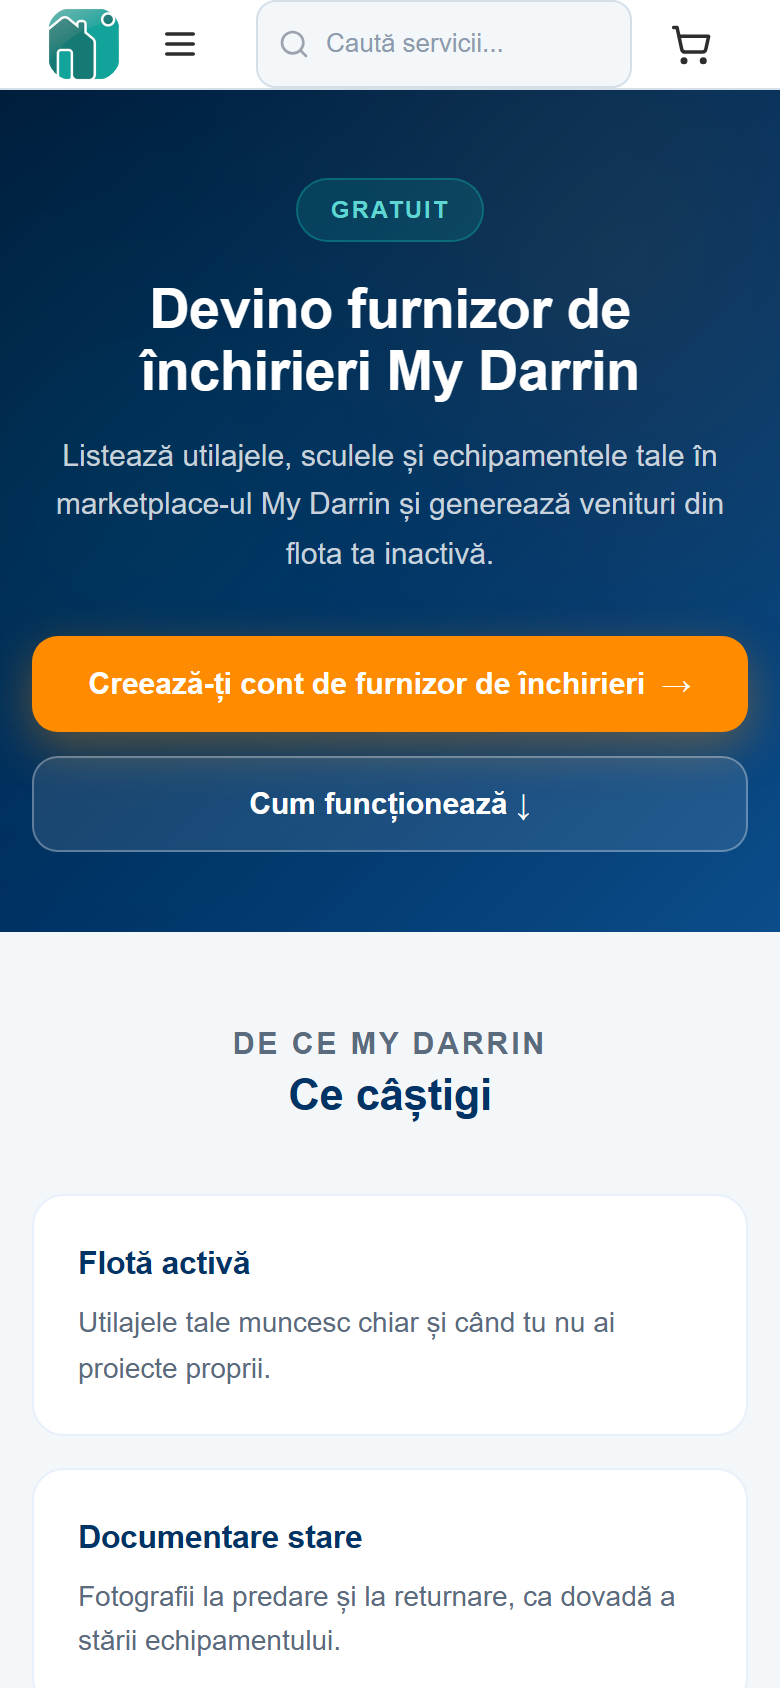 Caută servicii...
GRATUIT
Devino furnizor de
închirieri My Darrin
Listează utilajele, sculele și echipamentele tale în
marketplace-ul My Darrin și generează venituri din
flota ta inactivă.
Creează-ți cont de furnizor de închirieri →
Cum funcționează ↓
DE CE MY DARRIN
Ce câștigi
Flotă activă
Utilajele tale muncesc chiar și când tu nu ai
proiecte proprii.
Documentare stare
Fotografii la predare și la returnare, ca dovadă a
stării echipamentului.